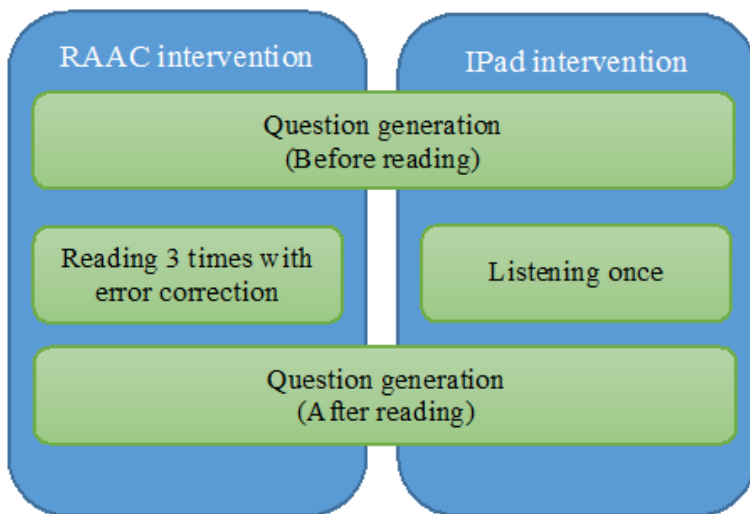 RAAC intervention
IPad intervention
Question generation
(Before reading)
Reading 3 times with
error correction
Listening once
Question generation
(After reading)